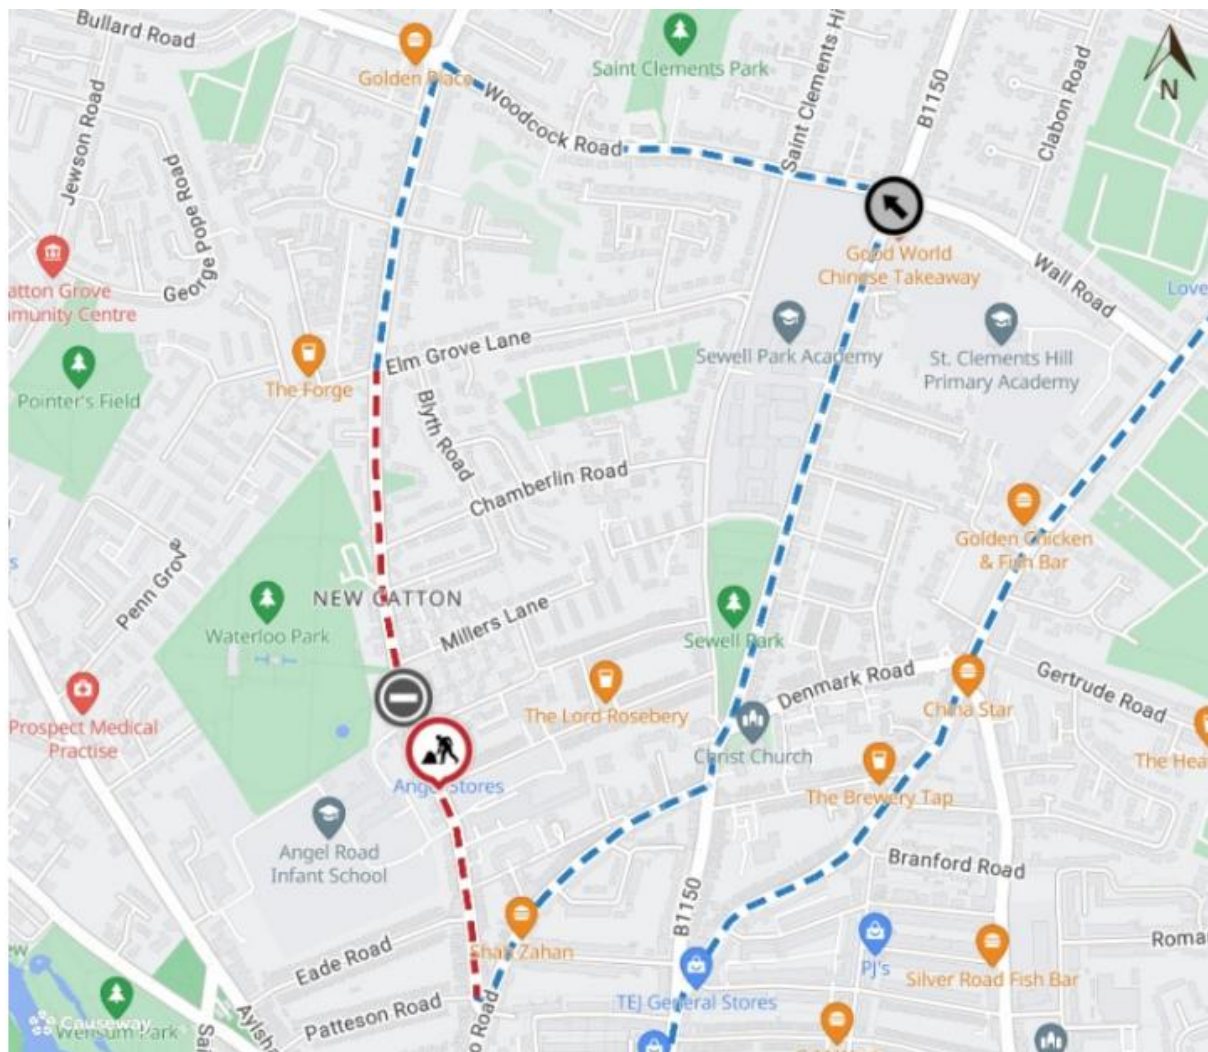 Bullard Road
Golden Place
Saint Clements Park
Saint Clements Hi
B1150
Clabon Road
N
Jewson Road
Woodcock Road
George Pope Road
atton Grove
munity Centre
Good World
Chinese Takeaway
Wall Road
Love
Elm Grove Lane
Sewell Park Academy
St. Clements Hill
Primary Academy
The Forge
Pointer's Field
Blyth Road
Chamberlin Road
Golden Chicken
& Fish Bar
s
Penn Grove
NEW CATTON
Millers Lane
Waterloo Park
Sewell Park
Denmark Road
Gertrude Road
Prospect Medical
Practise
The Lord Rosebery
China Star
Christ Church
The Hea
Angel Stores
The Brewery Tap
Angel Road
Infant School
Branford Road
B1150
Eade Road
Shah Zahan
PJ's
Roma
Silver Road Fish Bar
TEJ General Stores
Patteson Road
o Road
ew
Causeway
Wensum Park
Sai
Aylsha